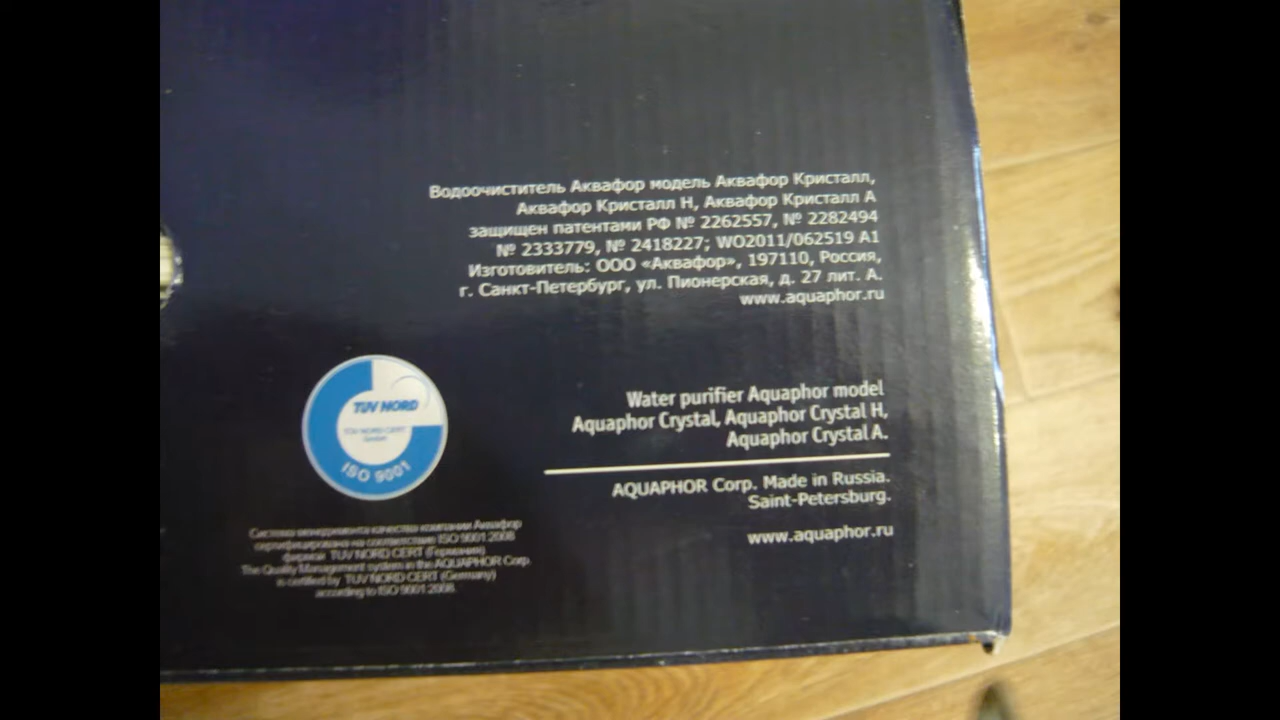 Водоочиститель Аквафор модель Аквафор Кристалл,
Аквафор Кристалл Н, Аквафор Кристалл А
защищен патентами РФ № 2262557, № 2282494
№ 2333779, № 2418227; WO2011/062519 A1
Изготовитель: ООО «Аквафор», 197110, Россия,
г. Санкт-Петербург, ул. Пионерская, д. 27 лит. А.
www.aquaphor.ru
Water purifier Aquaphor model
Aquaphor Crystal, Aquaphor Crystal H,
Aquaphor Crystal A.
AQUAPHOR Corp. Made in Russia.
Saint-Petersburg.
www.aquaphor.ru
TÜV NORD
TÜV NORD CERT
GmbH
ISO 9001
Система менеджмента качества компании Аквафор
сертифицирована на соответствие ISO 9001:2008
фирмой TUV NORD CERT (Германия)
The Quality Management system in the AQUAPHOR Corp.
is certified by TUV NORD CERT (Germany)
according to ISO 9001:2008.